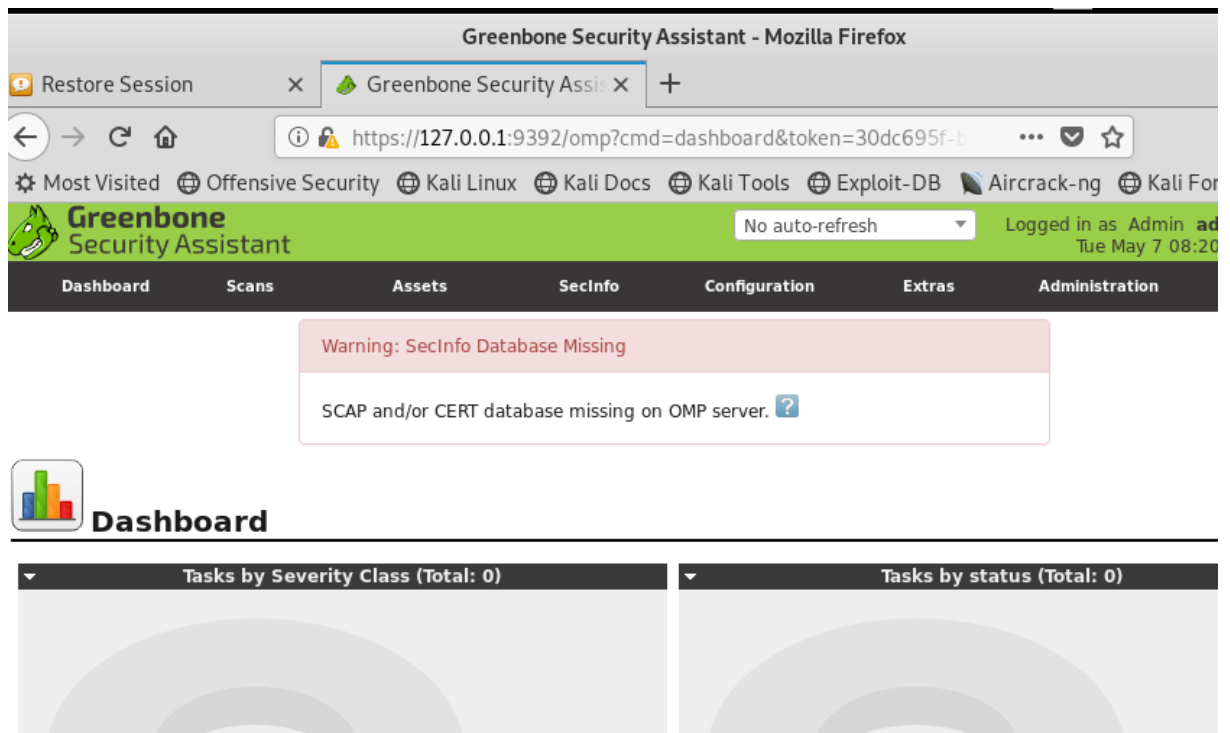 Greenbone Security Assistant - Mozilla Firefox
Restore Session × Greenbone Security Assis × +
https://127.0.0.1:9392/omp?cmd=dashboard&token=30dc695f-b
Most Visited Offensive Security Kali Linux Kali Docs Kali Tools Exploit-DB Aircrack-ng Kali For
Greenbone
Security Assistant
No auto-refresh
Logged in as Admin ad
Tue May 7 08:20
Dashboard Scans Assets SecInfo Configuration Extras Administration
Warning: SecInfo Database Missing
SCAP and/or CERT database missing on OMP server. ?
Dashboard
Tasks by Severity Class (Total: 0) Tasks by status (Total: 0)